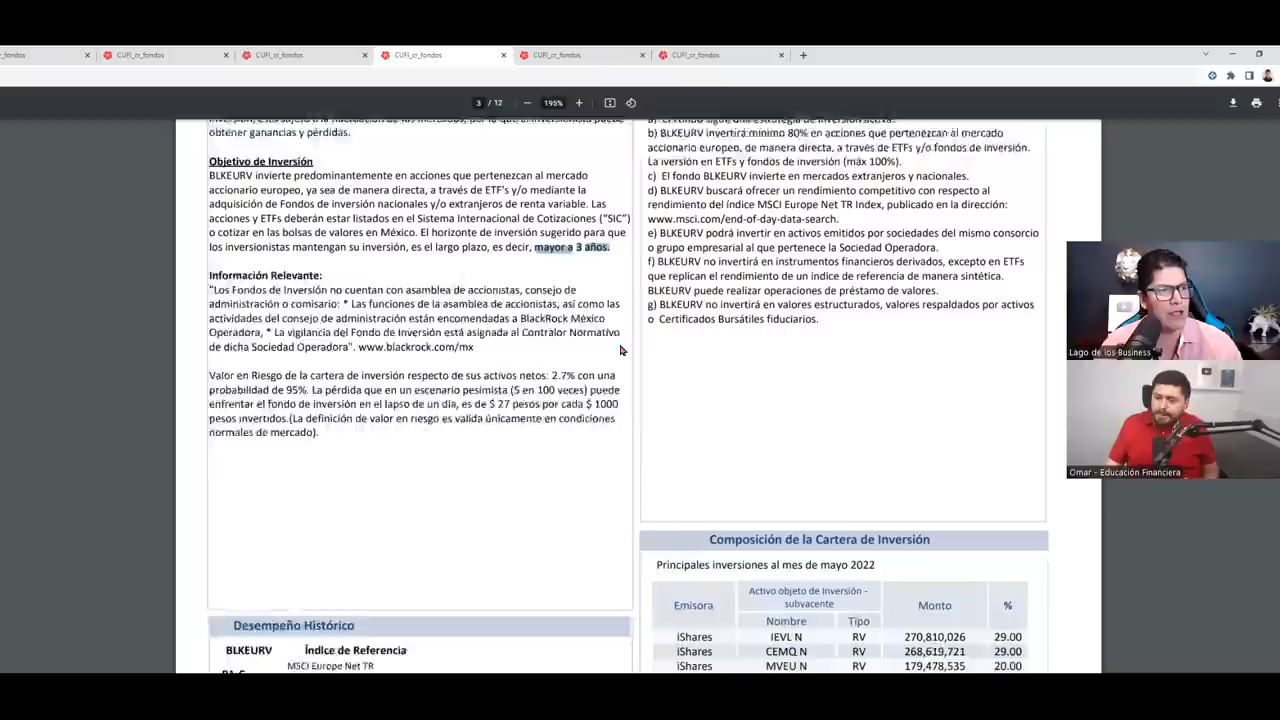 _cr_fondos
CUFI_cr_fondos
CUFI_cr_fondos
CUFI_cr_fondos
CUFI_cr_fondos
CUFI_cr_fondos
3 / 12
195%
obtener ganancias y pérdidas.
Objetivo de Inversión
BLKEURV invierte predominantemente en acciones que pertenezcan al mercado
accionario europeo, ya sea de manera directa, a través de ETF's y/o mediante la
adquisición de Fondos de inversión nacionales y/o extranjeros de renta variable. Las
acciones y ETFs deberán estar listados en el Sistema Internacional de Cotizaciones ("SIC")
o cotizar en las bolsas de valores en México. El horizonte de inversión sugerido para que
los inversionistas mantengan su inversión, es el largo plazo, es decir, mayor a 3 años.
Información Relevante:
"Los Fondos de Inversión no cuentan con asamblea de accionistas, consejo de
administración o comisario: * Las funciones de la asamblea de accionistas, así como las
actividades del consejo de administración están encomendadas a BlackRock México
Operadora, * La vigilancia del Fondo de Inversión está asignada al Contralor Normativo
de dicha Sociedad Operadora". www.blackrock.com/mx
Valor en Riesgo de la cartera de inversión respecto de sus activos netos: 2.7% con una
probabilidad de 95%. La pérdida que en un escenario pesimista (5 en 100 veces) puede
enfrentar el fondo de inversión en el lapso de un día, es de $ 27 pesos por cada $ 1000
pesos invertidos.(La definición de valor en riesgo es valida únicamente en condiciones
normales de mercado).
Desempeño Histórico
BLKEURV Índice de Referencia
MSCI Europe Net TR
a) El fondo sigue una estrategia de inversión activa.
b) BLKEURV invertirá mínimo 80% en acciones que pertenezcan al mercado
accionario europeo, de manera directa, a través de ETFs y/o fondos de inversión.
La iversión en ETFs y fondos de inversión (máx 100%).
c) El fondo BLKEURV invierte en mercados extranjeros y nacionales.
d) BLKEURV buscará ofrecer un rendimiento competitivo con respecto al
rendimiento del índice MSCI Europe Net TR Index, publicado en la dirección:
www.msci.com/end-of-day-data-search.
e) BLKEURV podrá invertir en activos emitidos por sociedades del mismo consorcio
o grupo empresarial al que pertenece la Sociedad Operadora.
f) BLKEURV no invertirá en instrumentos financieros derivados, excepto en ETFs
que replican el rendimiento de un índice de referencia de manera sintética.
BLKEURV puede realizar operaciones de préstamo de valores.
g) BLKEURV no invertirá en valores estructurados, valores respaldados por activos
o Certificados Bursátiles fiduciarios.
Composición de la Cartera de Inversión
Principales inversiones al mes de mayo 2022
Emisora Activo objeto de Inversión - subyacente Monto %
Nombre Tipo
iShares IEVL N RV 270,810,026 29.00
iShares CEMQ N RV 268,619,721 29.00
iShares MVEU N RV 179,478,535 20.00
Lago de los Business
Omar - Educación Financiera